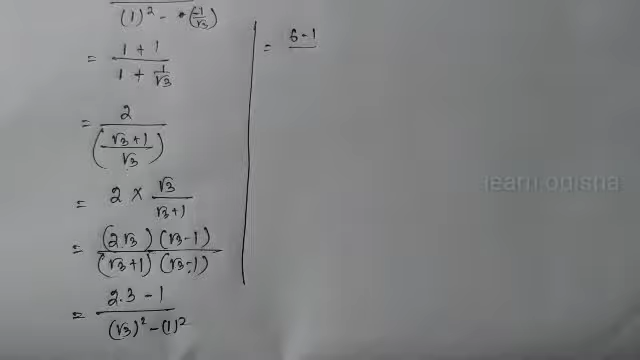 (1)² - (-1/√3)
= 1 + 1 / 1 + 1/√3
= 2 / (√3 + 1 / √3)
= 2 × √3 / √3 + 1
= (2√3) (√3 - 1) / (√3 + 1) (√3 - 1)
= 2.3 - 1 / (√3)² - (1)²
= 6 - 1
learn odisha